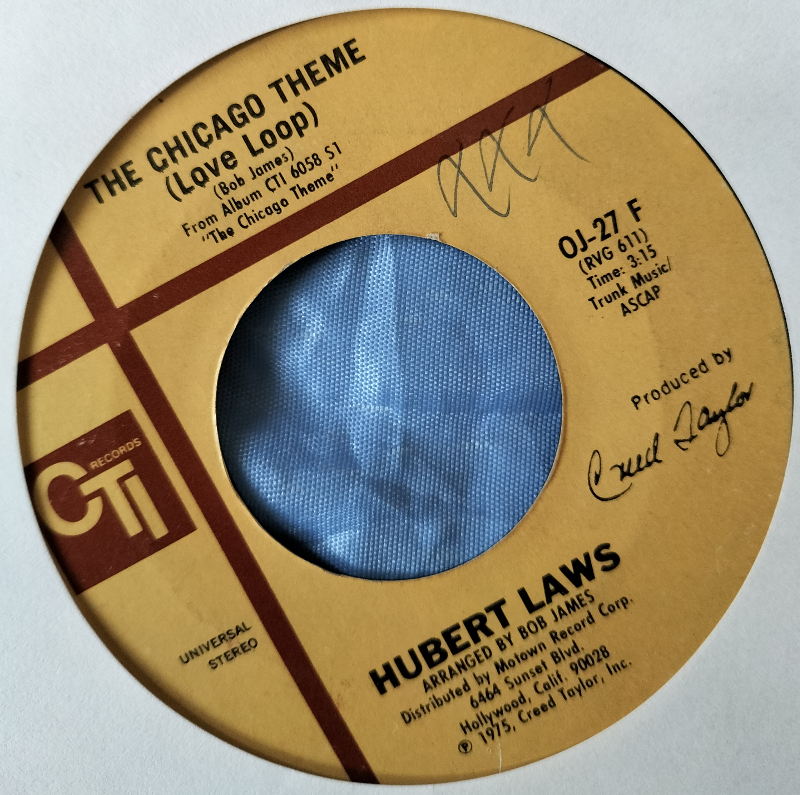 THE CHICAGO THEME
(Love Loop)
(Bob James)
From Album CTI 6058 S1
"The Chicago Theme"
XXX
OJ-27 F
(RVG 611)
Time: 3:15
Trunk Music/
ASCAP
Produced by
Creed Taylor
CTI RECORDS
UNIVERSAL
STEREO
HUBERT LAWS
ARRANGED BY BOB JAMES
Distributed by Motown Record Corp.
6464 Sunset Blvd.
Hollywood, Calif. 90028
℗ 1975, Creed Taylor, Inc.